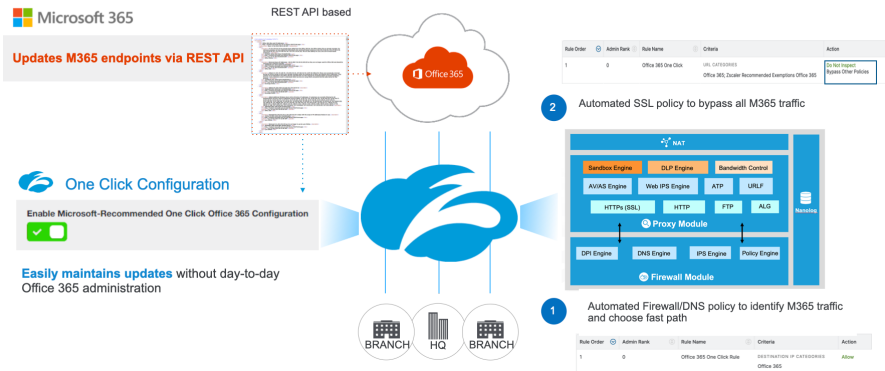 Microsoft 365
REST API based
Updates M365 endpoints via REST API
Office 365
One Click Configuration
Enable Microsoft-Recommended One Click Office 365 Configuration
Easily maintains updates without day-to-day
Office 365 administration
BRANCH
HQ
BRANCH
Rule Order Admin Rank Rule Name Criteria Action
1 0 Office 365 One Click URL CATEGORIES Do Not Inspect
Office 365; Zscaler Recommended Exemptions Office 365 Bypass Other Policies
2 Automated SSL policy to bypass all M365 traffic
NAT
Sandbox Engine DLP Engine Bandwidth Control
AV/AS Engine Web IPS Engine ATP URLF
HTTPs (SSL) HTTP FTP ALG
Proxy Module
Nanolog
DPI Engine DNS Engine IPS Engine Policy Engine
Firewall Module
1 Automated Firewall/DNS policy to identify M365 traffic
and choose fast path
Rule Order Admin Rank Rule Name Criteria Action
1 0 Office 365 One Click Rule DESTINATION IP CATEGORIES Allow
Office 365